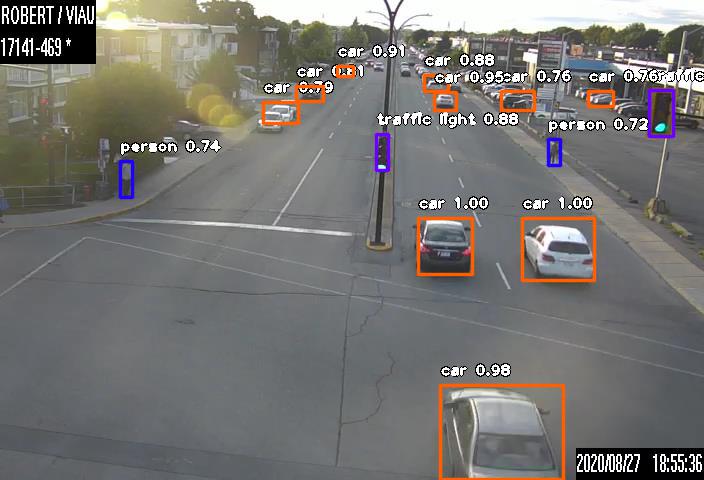 ROBERT / VIAU
17141-469 *
car 0.91
car 0.88
car 0.95
car 0.76
car 0.76
car 0.79
traffic light 0.88
person 0.72
person 0.74
car 1.00
car 1.00
car 0.98
2020/08/27 18:55:36